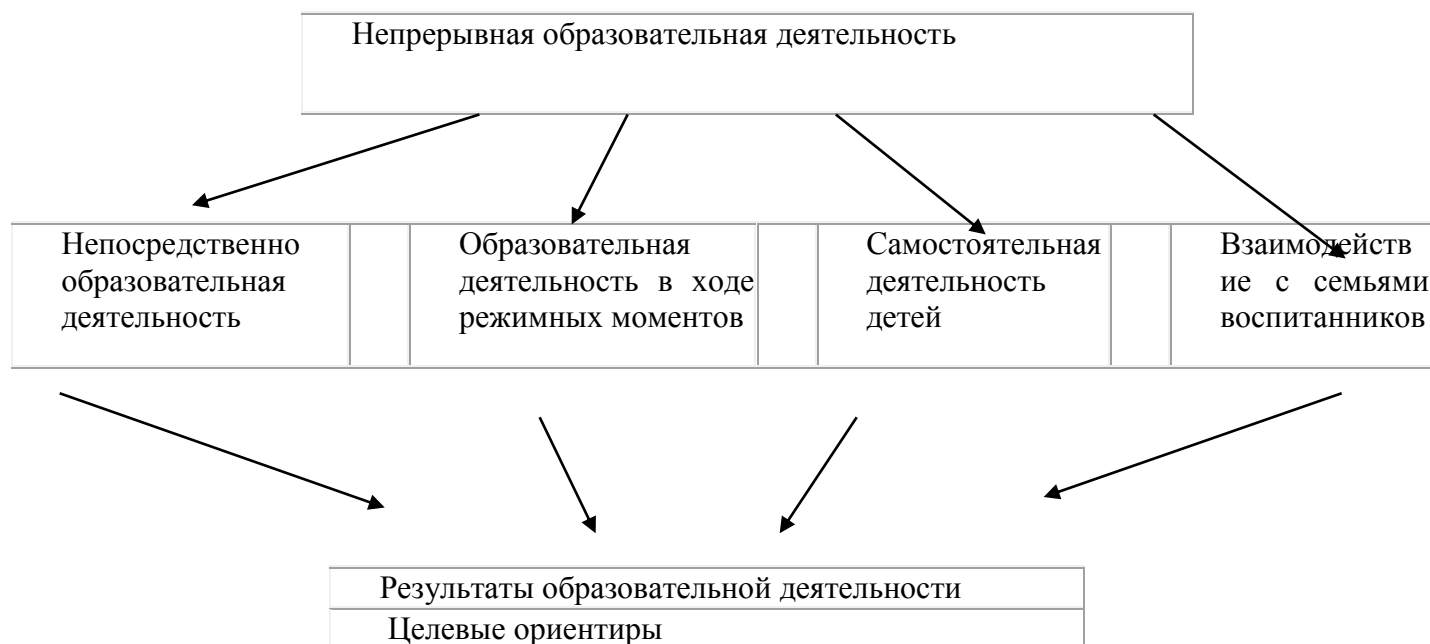 Непрерывная образовательная деятельность
Непосредственно
образовательная
деятельность
Образовательная
деятельность в ходе
режимных моментов
Самостоятельная
деятельность
детей
Взаимодейств
ие с семьями
воспитанников
Результаты образовательной деятельности
Целевые ориентиры